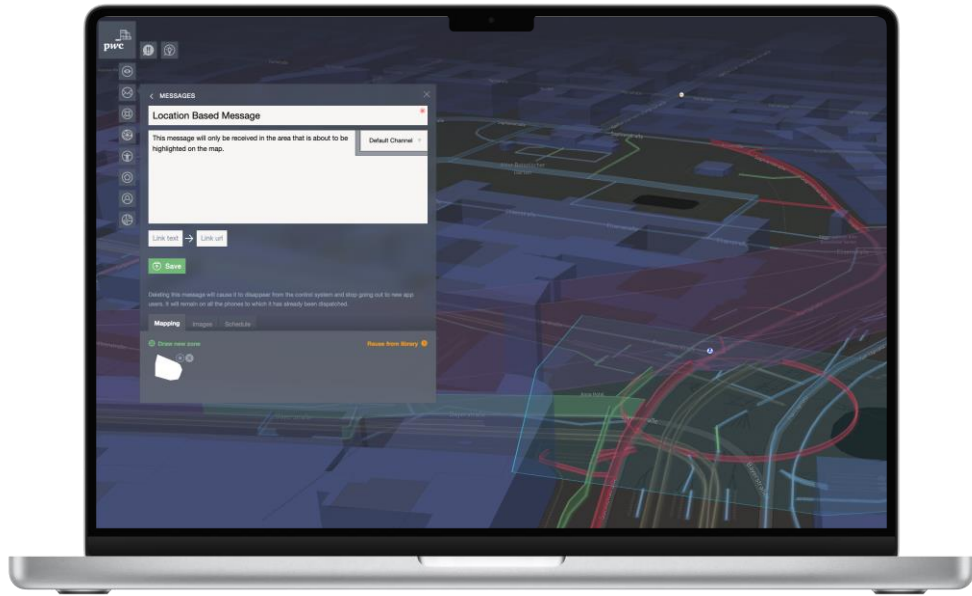 pwc
MESSAGES
Location Based Message *
This message will only be received in the area that is about to be
highlighted on the map.
Default Channel
Link text → Link url
Save
Deleting this message will cause it to disappear from the control system and stop going out to new app
users. It will remain on all the phones to which it has already been dispatched.
Mapping Images Schedule
Draw new zone Reuse from library